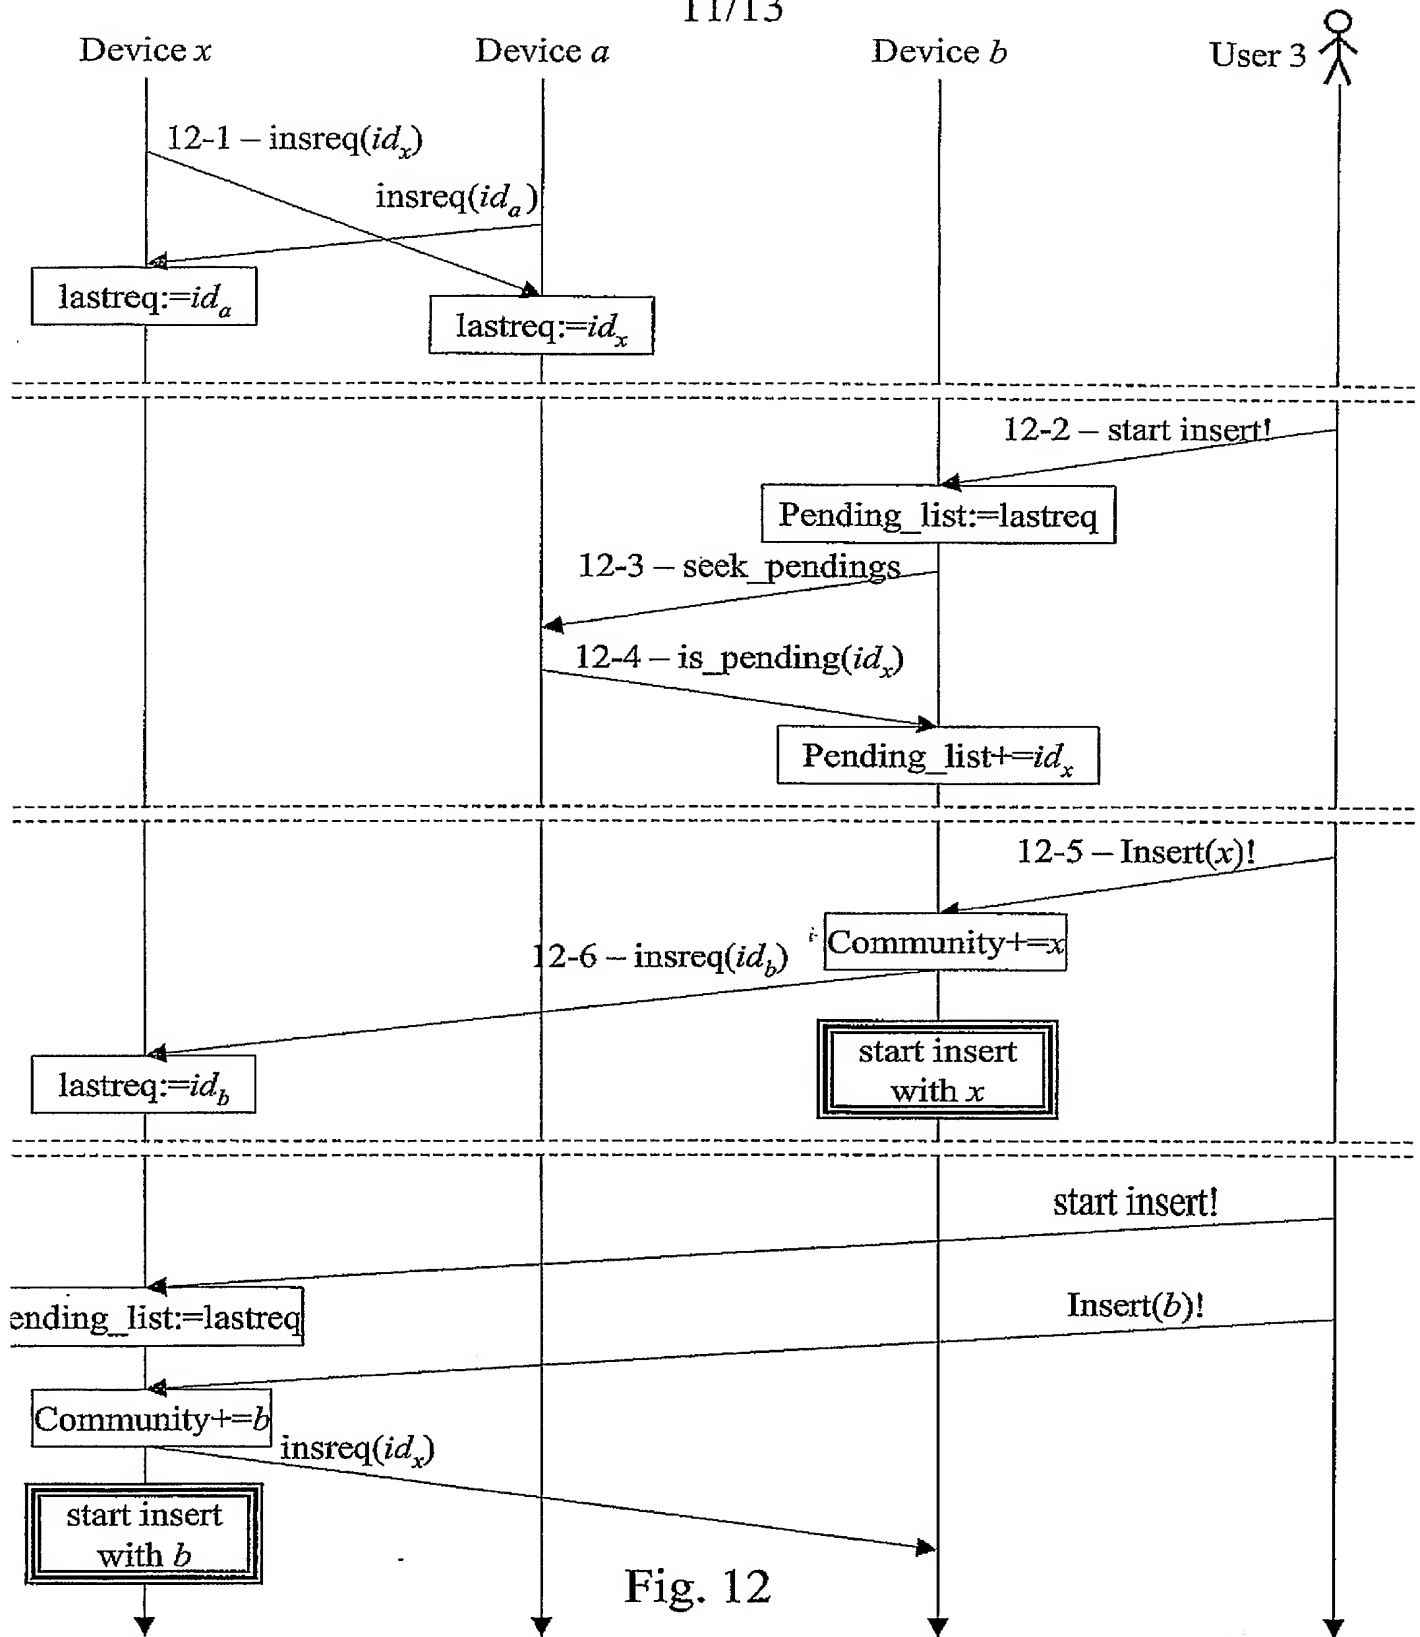 11/13
Device x
Device a
Device b
User 3
12-1 – insreq(idx)
insreq(ida)
lastreq:=ida
lastreq:=idx
12-2 – start insert!
Pending_list:=lastreq
12-3 – seek_pendings
12-4 – is_pending(idx)
Pending_list+=idx
12-5 – Insert(x)!
Community+=x
12-6 – insreq(idb)
start insert
with x
lastreq:=idb
start insert!
ending_list:=lastreq
Insert(b)!
Community+=b
insreq(idx)
start insert
with b
Fig. 12